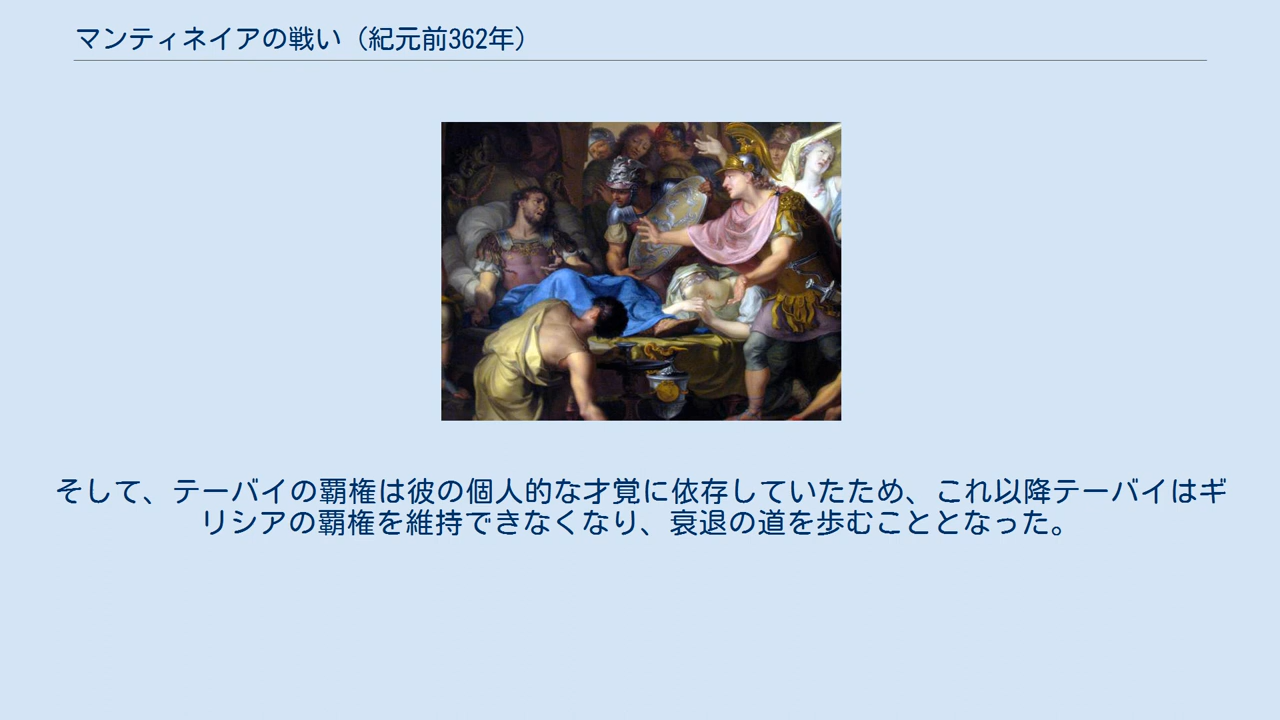 マンティネイアの戦い（紀元前362年）
そして、テーバイの覇権は彼の個人的な才覚に依存していたため、これ以降テーバイはギ
リシアの覇権を維持できなくなり、衰退の道を歩むこととなった。